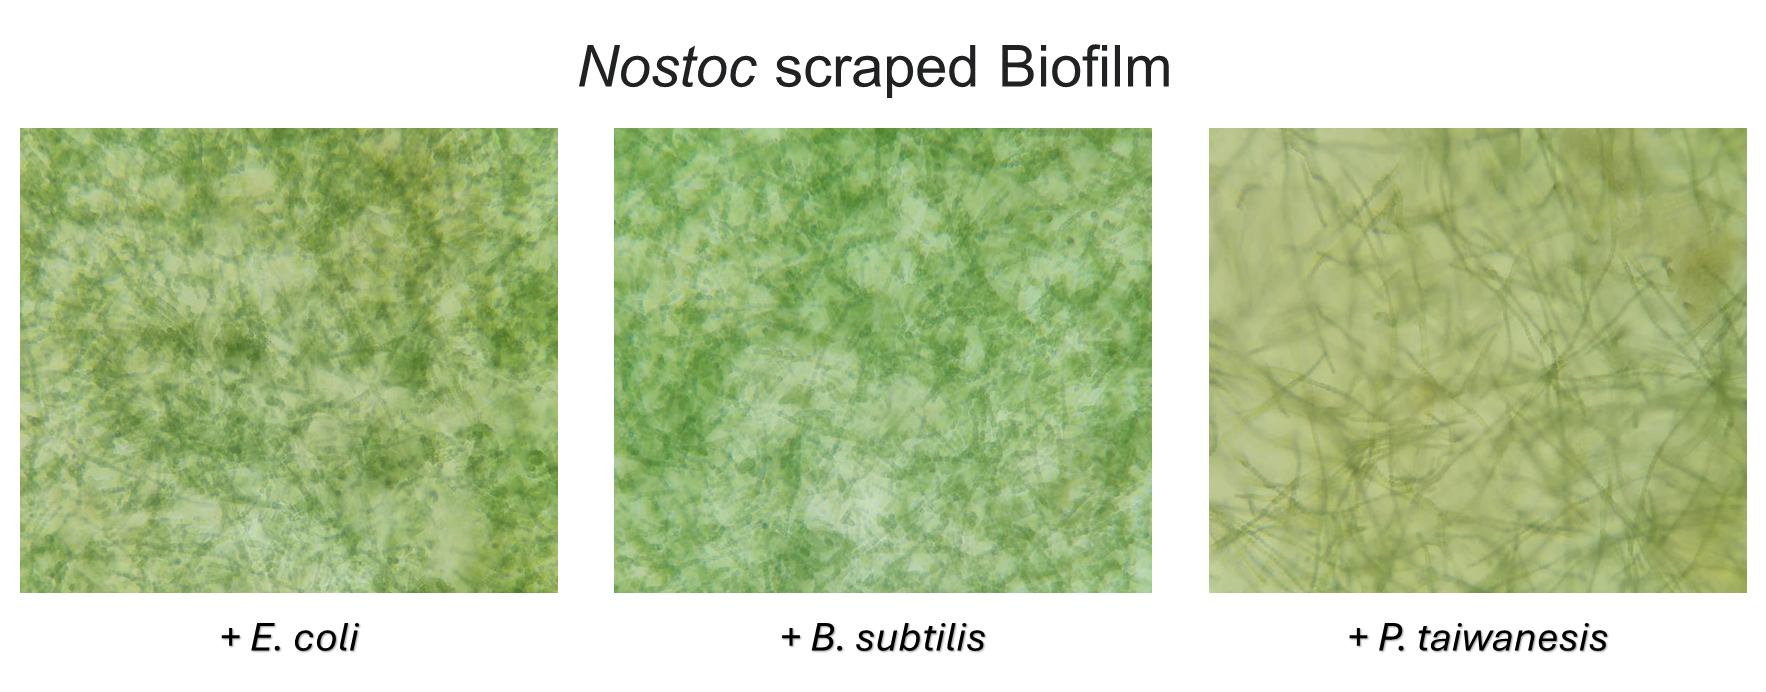 Nostoc scraped Biofilm
+ E. coli
+ B. subtilis
+ P. taiwanesis